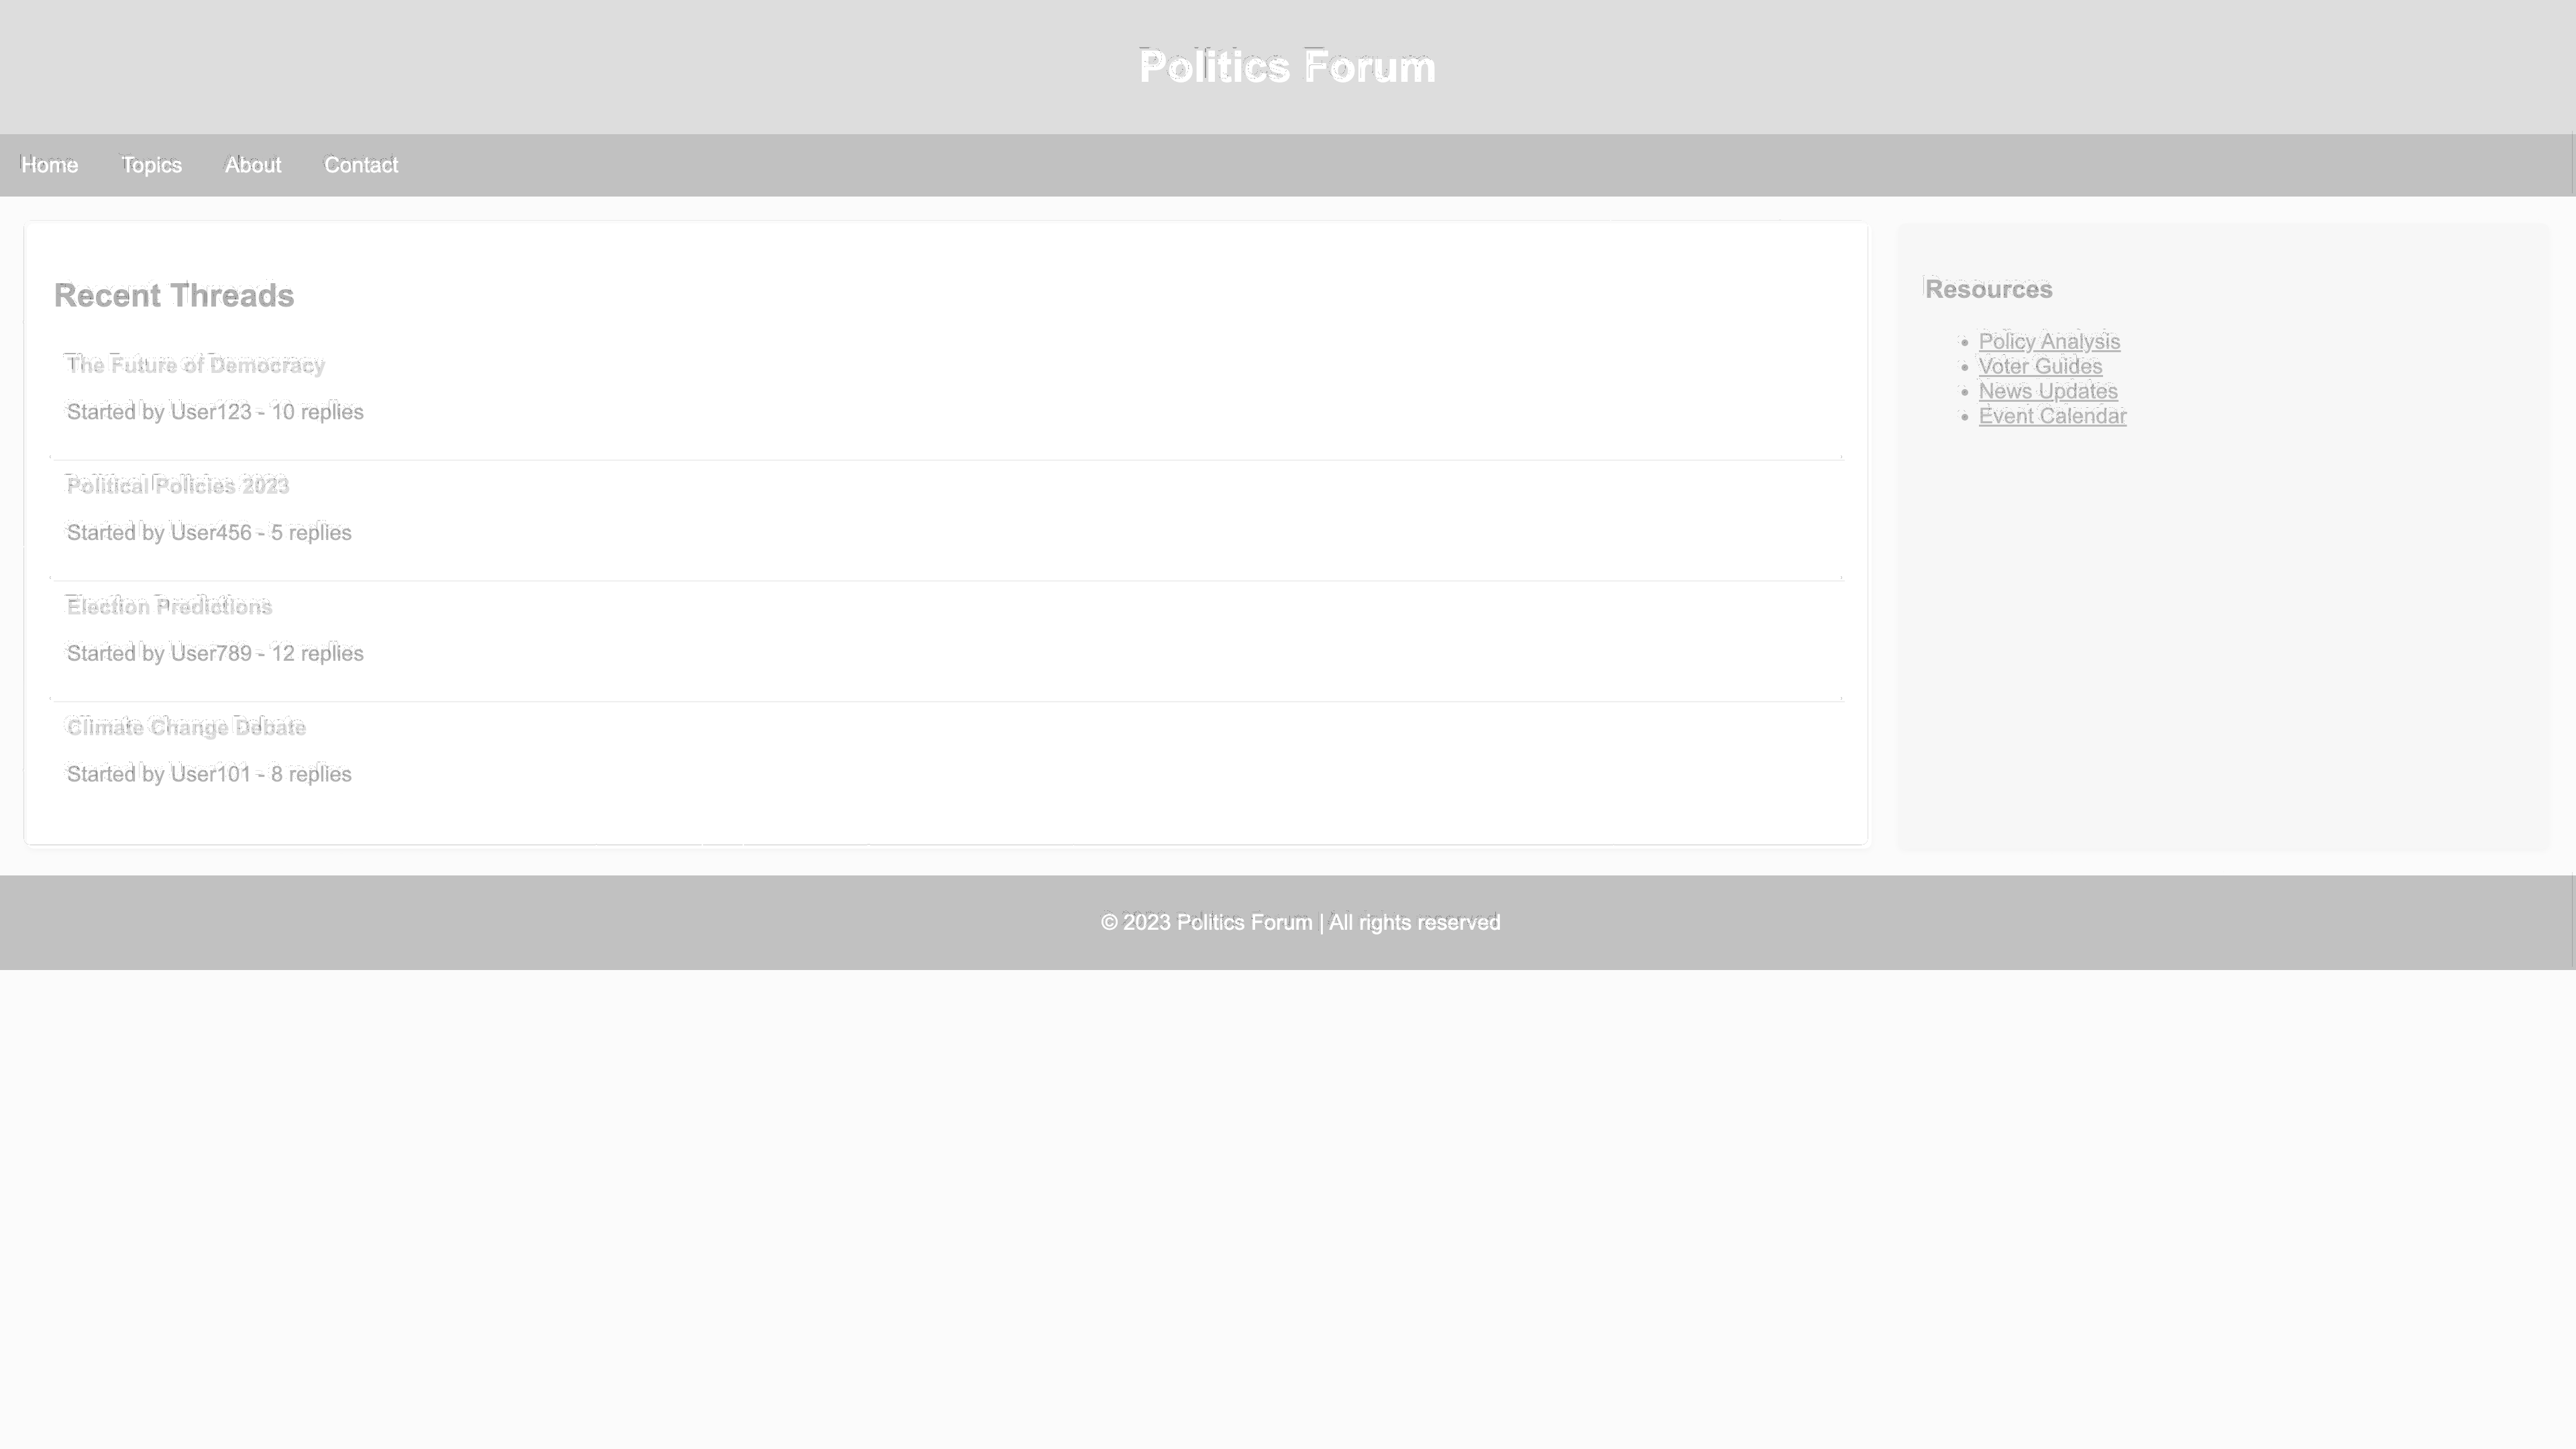 Politics Forum
Home Topics About Contact
Recent Threads
The Future of Democracy
Started by User123 - 10 replies
Political Policies 2023
Started by User456 - 5 replies
Election Predictions
Started by User789 - 12 replies
Climate Change Debate
Started by User101 - 8 replies
Resources
• Policy Analysis
• Voter Guides
• News Updates
• Event Calendar
© 2023 Politics Forum | All rights reserved